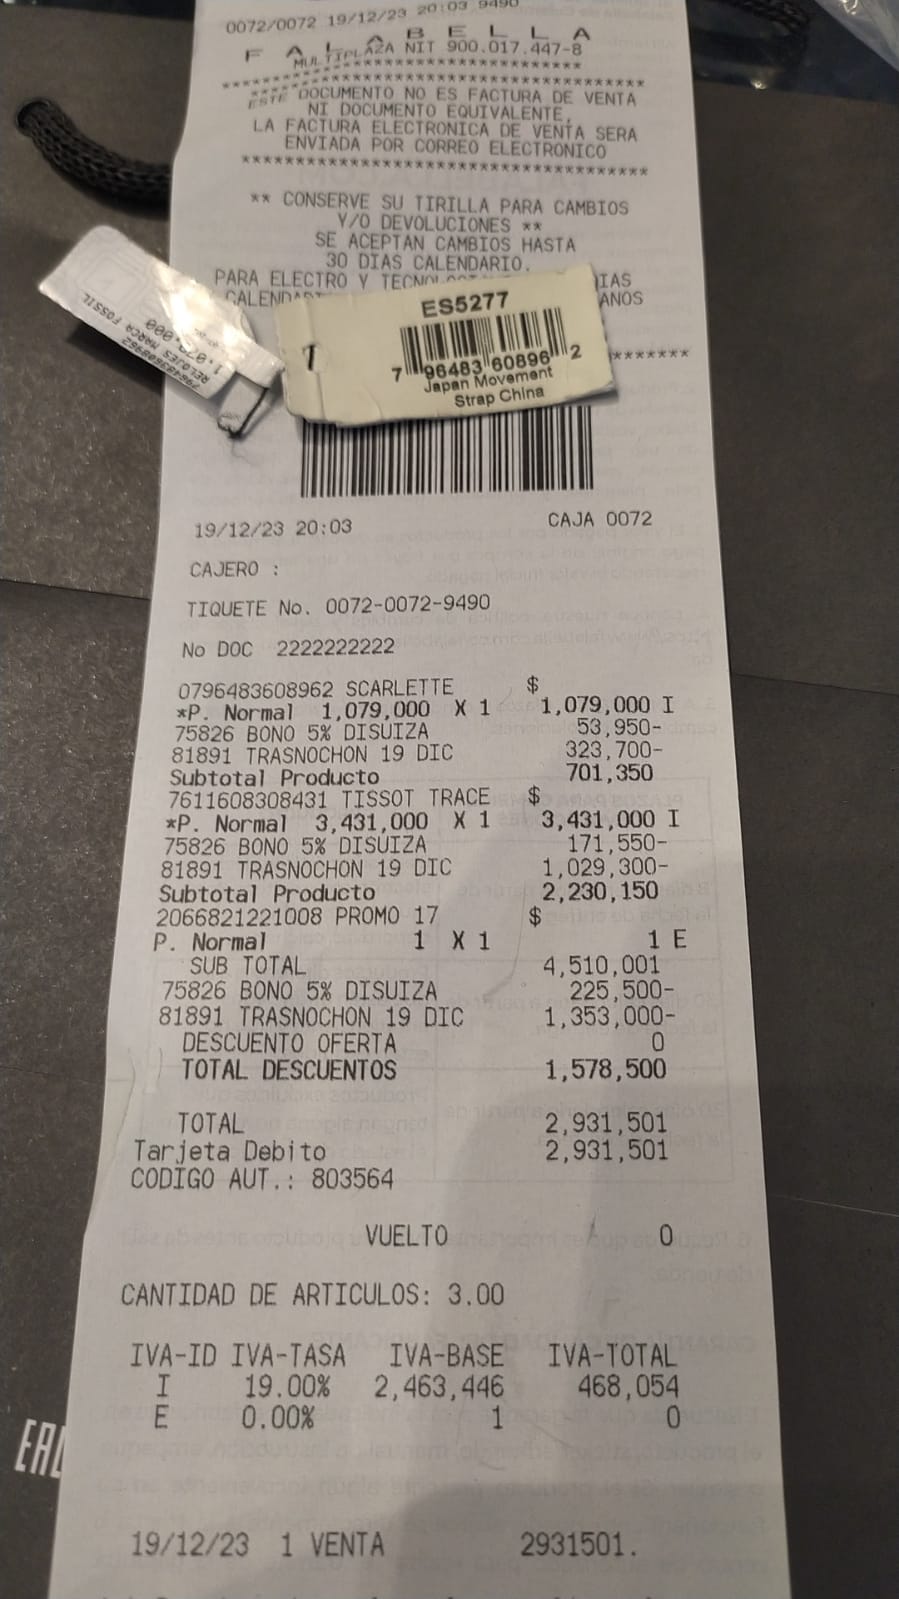 0072/0072 19/12/23 20:03 9490
F A L A B E L L A
MULTIPLAZA NIT 900.017.447-8
**********************************
**********************************
ESTE DOCUMENTO NO ES FACTURA DE VENTA
NI DOCUMENTO EQUIVALENTE,
LA FACTURA ELECTRONICA DE VENTA SERA
ENVIADA POR CORREO ELECTRONICO
**********************************
** CONSERVE SU TIRILLA PARA CAMBIOS
Y/O DEVOLUCIONES **
SE ACEPTAN CAMBIOS HASTA
30 DIAS CALENDARIO.
PARA ELECTRO Y
ES5277
7 96483 60896 2
Japan Movement
Strap China
796483608962
RELOJES MARCA FOSSIL
19/12/23 20:03 CAJA 0072
CAJERO :
TIQUETE No. 0072-0072-9490
No DOC 2222222222
0796483608962 SCARLETTE $
*P. Normal 1,079,000 X 1 1,079,000 I
75826 BONO 5% DISUIZA 53,950-
81891 TRASNOCHON 19 DIC 323,700-
Subtotal Producto 701,350
7611608308431 TISSOT TRACE $
*P. Normal 3,431,000 X 1 3,431,000 I
75826 BONO 5% DISUIZA 171,550-
81891 TRASNOCHON 19 DIC 1,029,300-
Subtotal Producto 2,230,150
2066821221008 PROMO 17 $
P. Normal 1 X 1 1 E
SUB TOTAL 4,510,001
75826 BONO 5% DISUIZA 225,500-
81891 TRASNOCHON 19 DIC 1,353,000-
DESCUENTO OFERTA 0
TOTAL DESCUENTOS 1,578,500
TOTAL 2,931,501
Tarjeta Debito 2,931,501
CODIGO AUT.: 803564
VUELTO 0
CANTIDAD DE ARTICULOS: 3.00
IVA-ID IVA-TASA IVA-BASE IVA-TOTAL
I 19.00% 2,463,446 468,054
E 0.00% 1 0
19/12/23 1 VENTA 2931501.